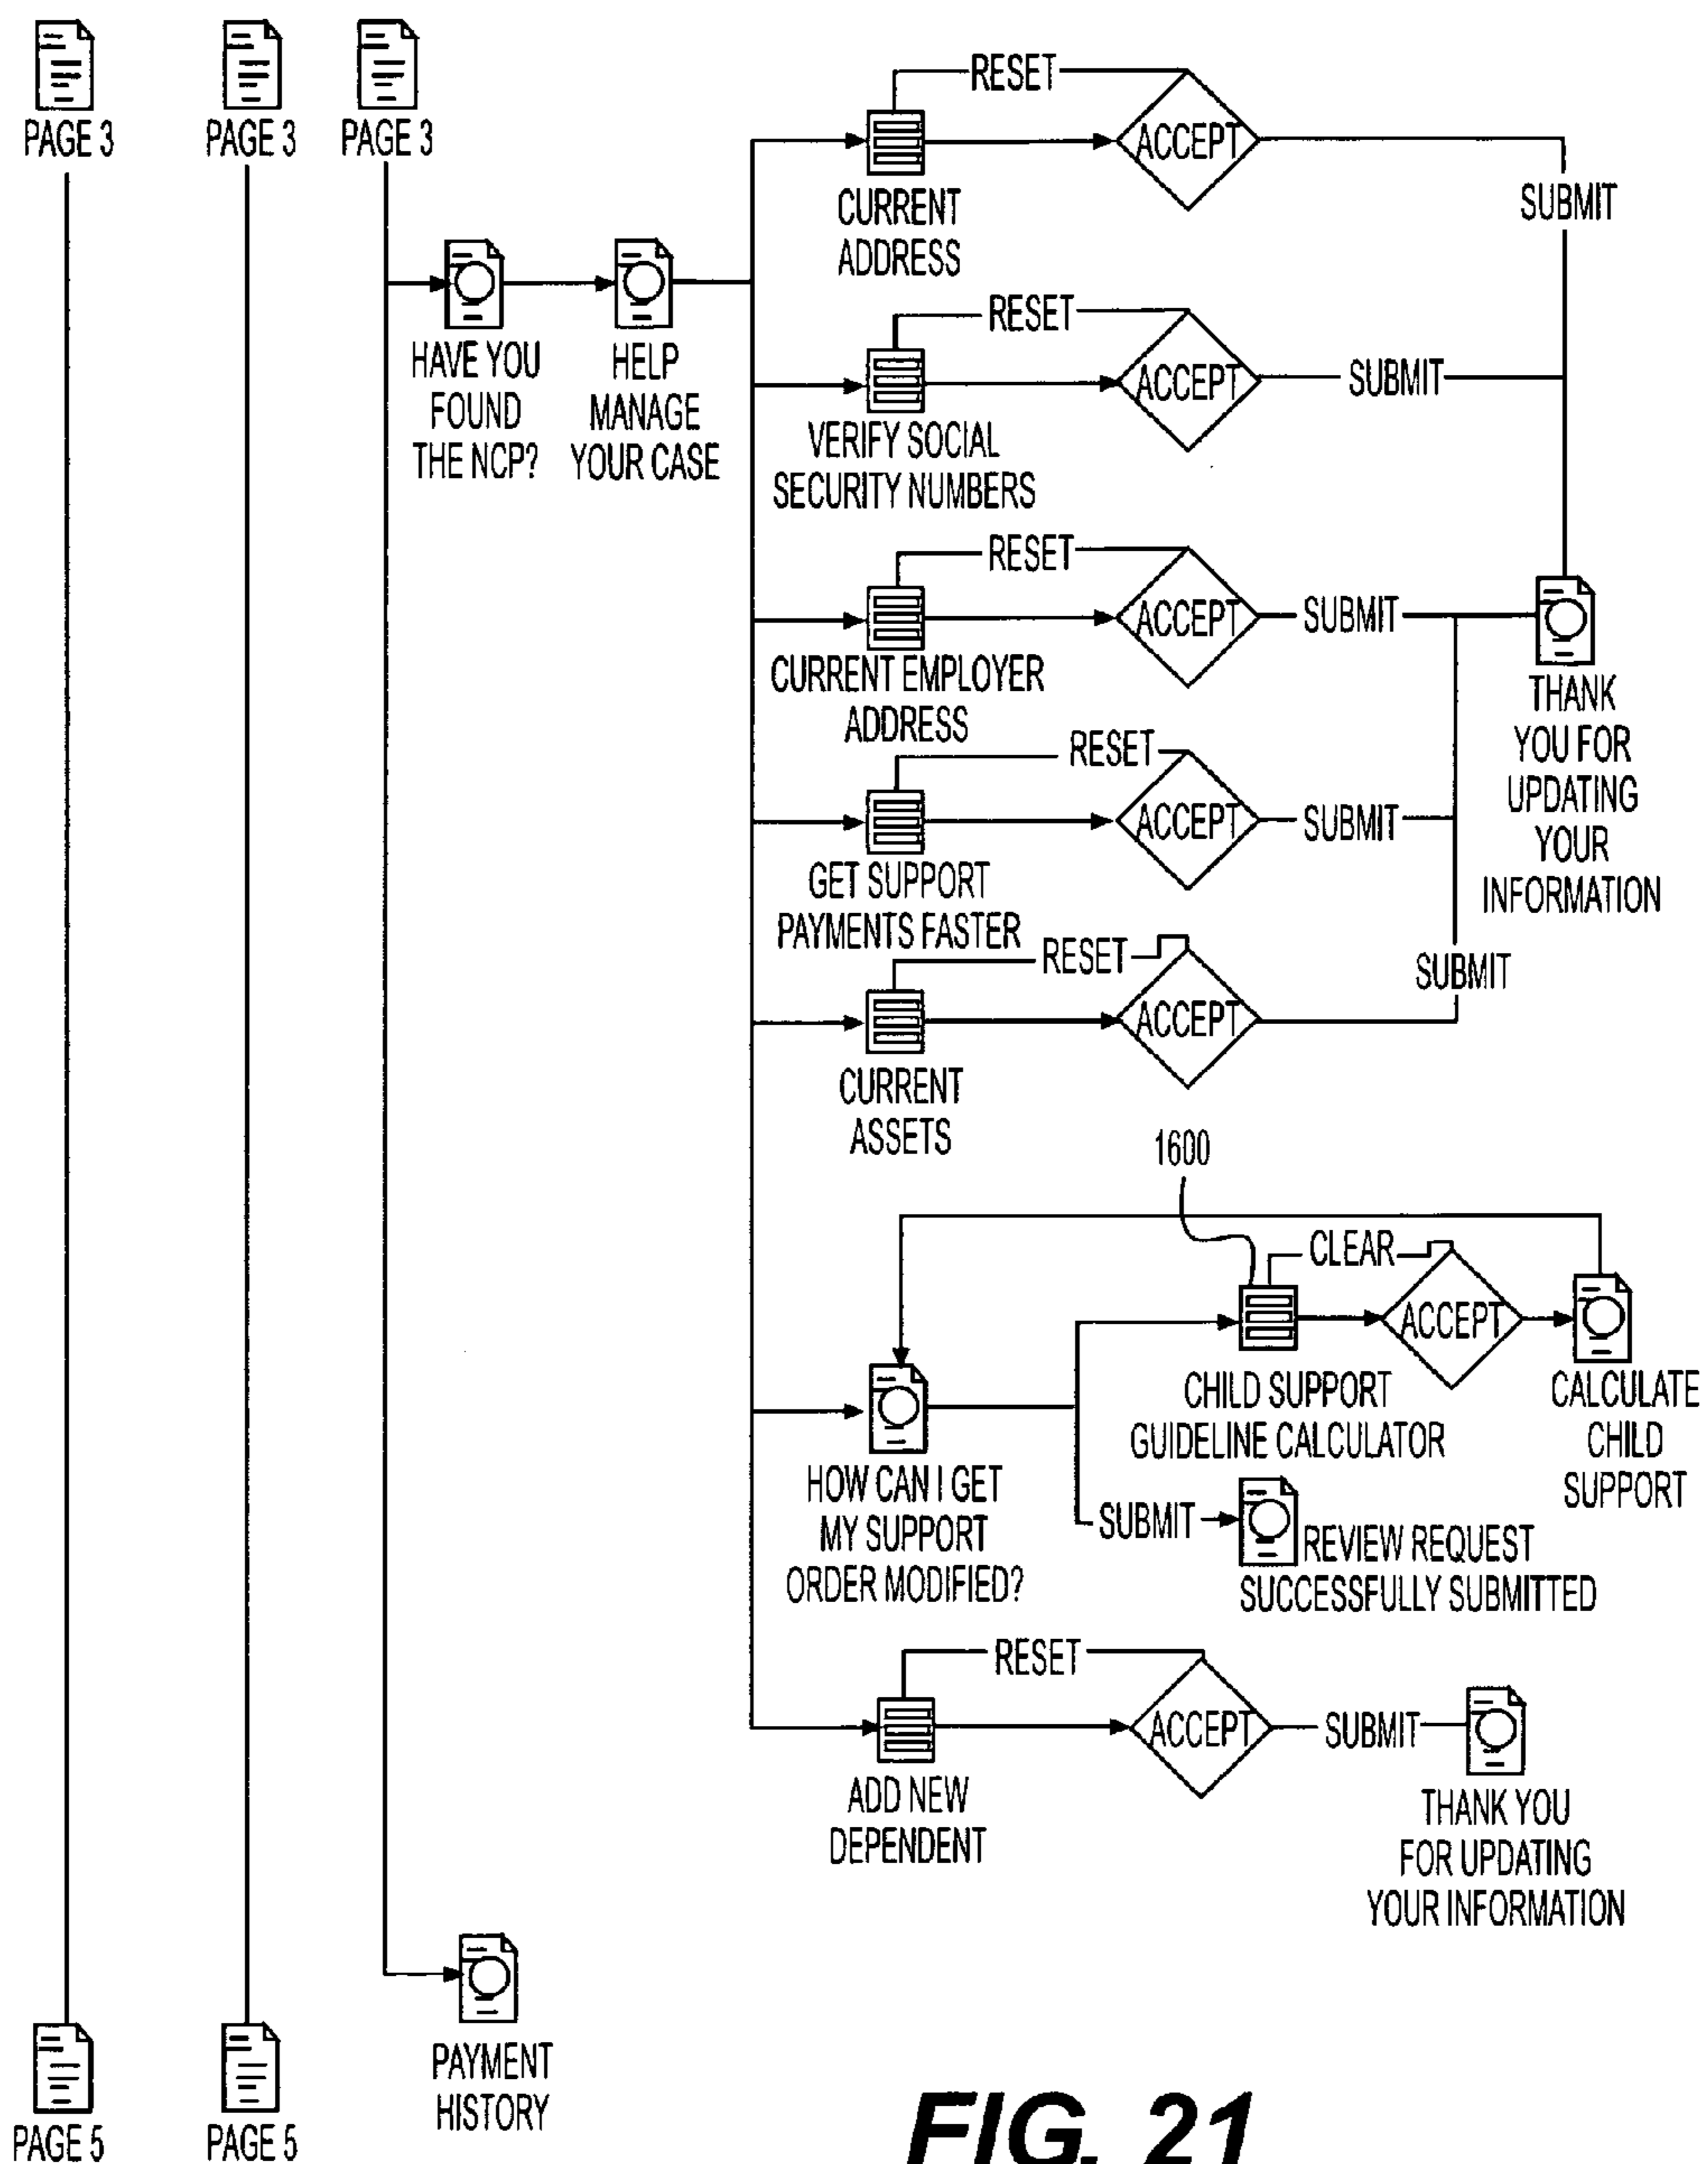 PAGE 3
PAGE 3
PAGE 3
RESET
ACCEPT
SUBMIT
CURRENT
ADDRESS
HAVE YOU
FOUND
THE NCP?
HELP
MANAGE
YOUR CASE
RESET
ACCEPT
SUBMIT
VERIFY SOCIAL
SECURITY NUMBERS
RESET
ACCEPT
SUBMIT
CURRENT EMPLOYER
ADDRESS
THANK
YOU FOR
UPDATING
YOUR
INFORMATION
RESET
ACCEPT
SUBMIT
GET SUPPORT
PAYMENTS FASTER
RESET
ACCEPT
SUBMIT
CURRENT
ASSETS
1600
CLEAR
ACCEPT
CHILD SUPPORT
GUIDELINE CALCULATOR
CALCULATE
CHILD
SUPPORT
HOW CAN I GET
MY SUPPORT
ORDER MODIFIED?
SUBMIT
REVIEW REQUEST
SUCCESSFULLY SUBMITTED
RESET
ACCEPT
SUBMIT
ADD NEW
DEPENDENT
THANK YOU
FOR UPDATING
YOUR INFORMATION
PAYMENT
HISTORY
PAGE 5
PAGE 5
FIG. 21